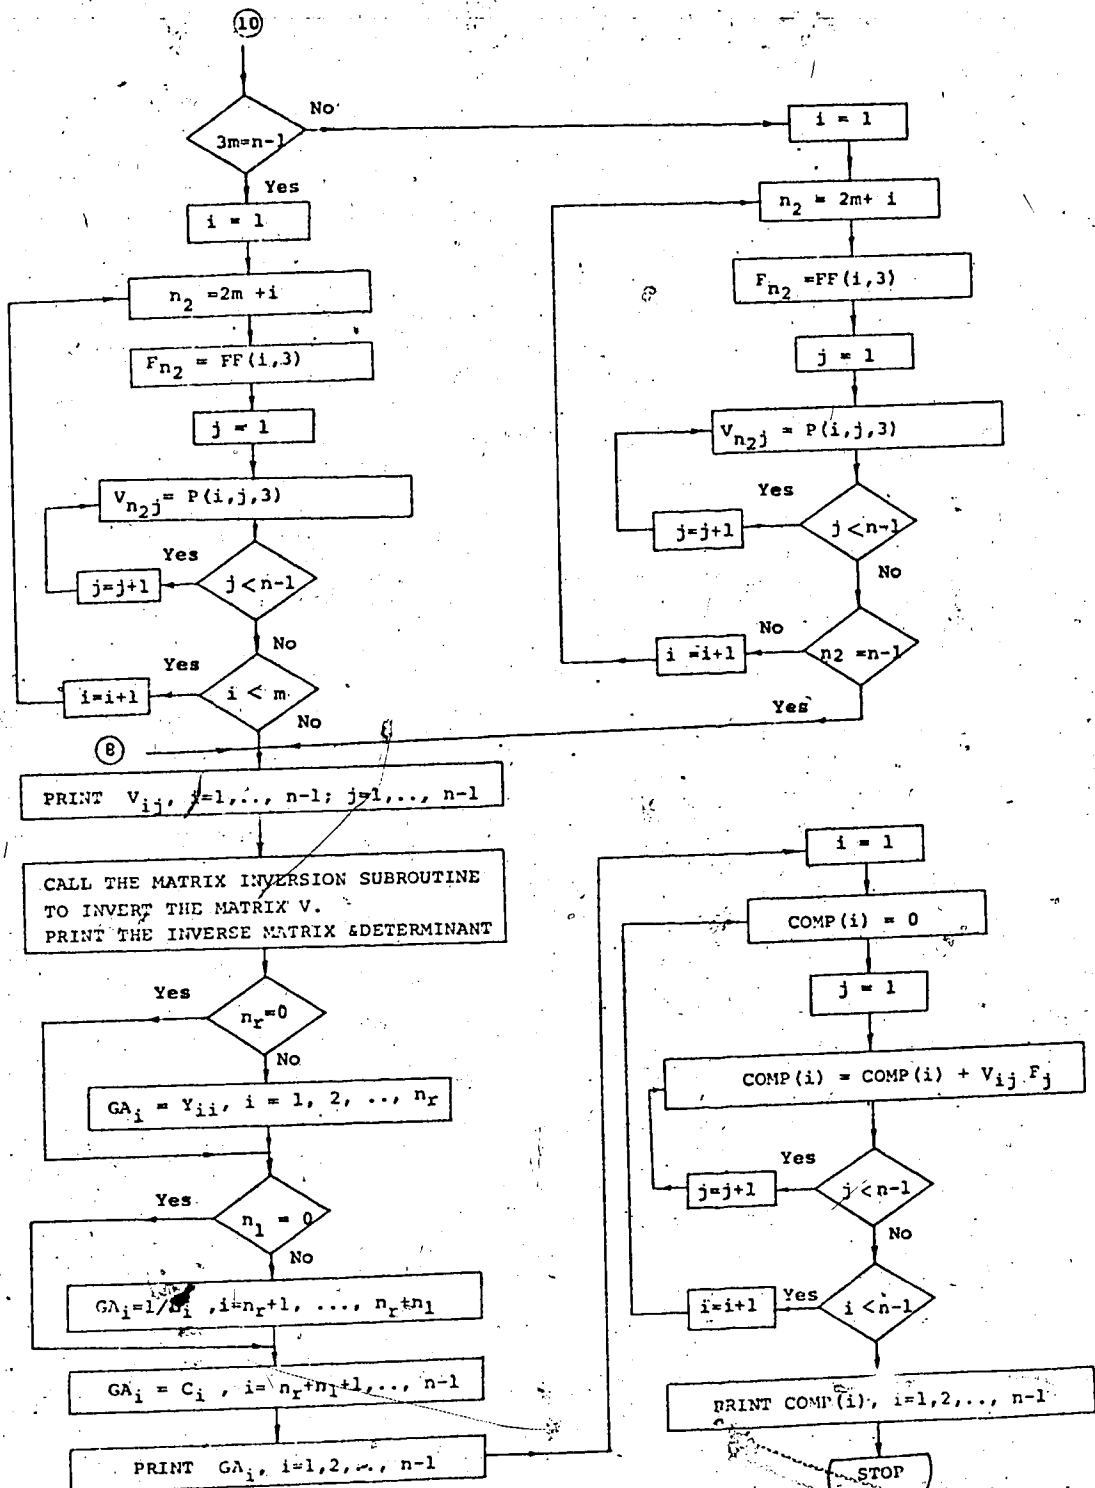 10
3m=n-1
No
Yes
i = 1
n2 =2m +i
Fn2 = FF(i,3)
j = 1
Vn2j= P(i,j,3)
j<n-1
Yes
j=j+1
No
i < m
Yes
i=i+1
No
B
i = 1
n2 = 2m+ i
Fn2 =FF(i,3)
j = 1
Vn2j = P(i,j,3)
j<n-1
Yes
j=j+1
No
n2 =n-1
No
i =i+1
Yes
PRINT Vij, i=1,.., n-1; j=1,.., n-1
CALL THE MATRIX INVERSION SUBROUTINE
TO INVERT THE MATRIX V.
PRINT THE INVERSE MATRIX &DETERMINANT
nr=0
Yes
No
GAi = Yii, i = 1, 2, .., nr
n1 = 0
Yes
No
GAi=1/ i ,i=nr+1, ..., nr+n1
GAi = Ci , i= nr+n1+1,.., n-1
PRINT GAi, i=1,2,.., n-1
i = 1
COMP(i) = 0
j = 1
COMP(i) = COMP(i) + Vij Fj
j<n-1
Yes
j=j+1
No
i<n-1
Yes
i=i+1
PRINT COMP(i), i=1,2,.., n-1
STOP